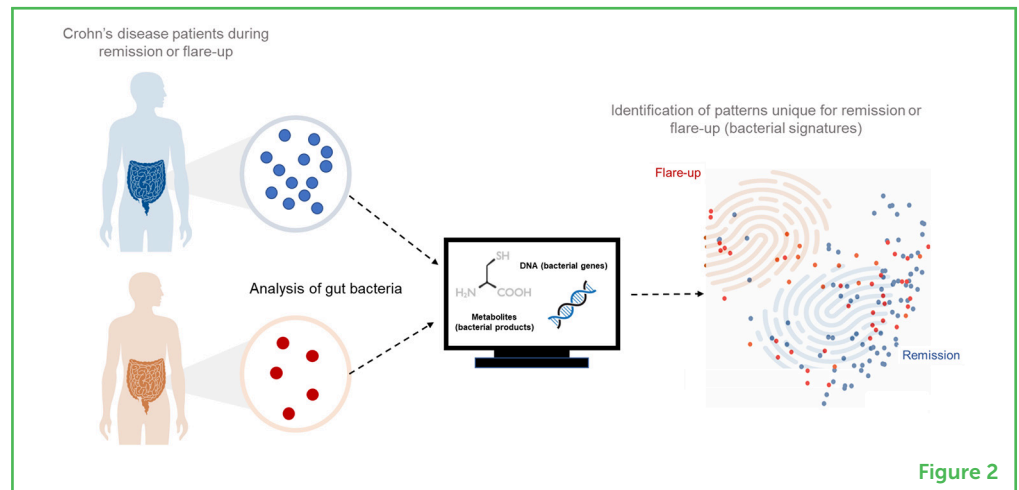 Crohn's disease patients during
remission or flare-up
Identification of patterns unique for remission or
flare-up (bacterial signatures)
Flare-up
SH
DNA (bacterial genes)
H₂N
COOH
Metabolites
(bacterial products)
Analysis of gut bacteria
Remission
Figure 2